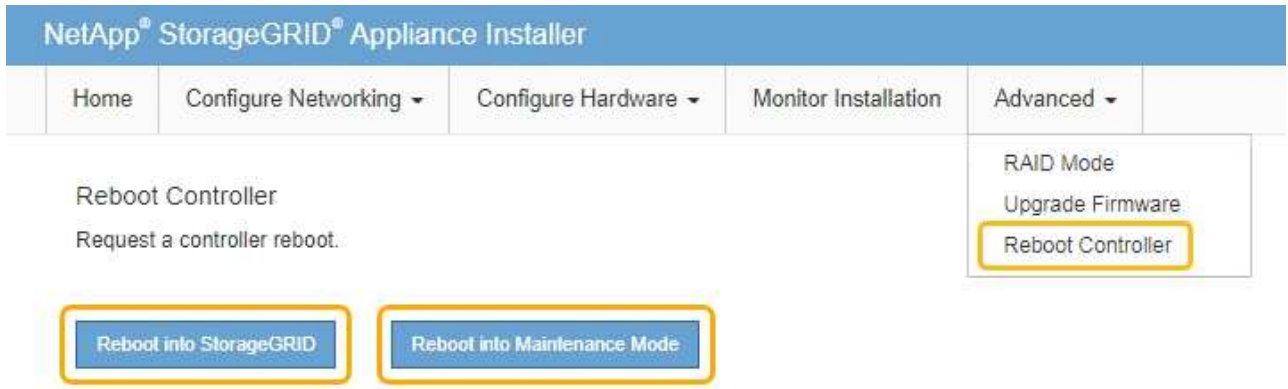 NetApp® StorageGRID® Appliance Installer
Home Configure Networking Configure Hardware Monitor Installation Advanced
RAID Mode
Upgrade Firmware
Reboot Controller
Reboot Controller
Request a controller reboot.
Reboot into StorageGRID Reboot into Maintenance Mode